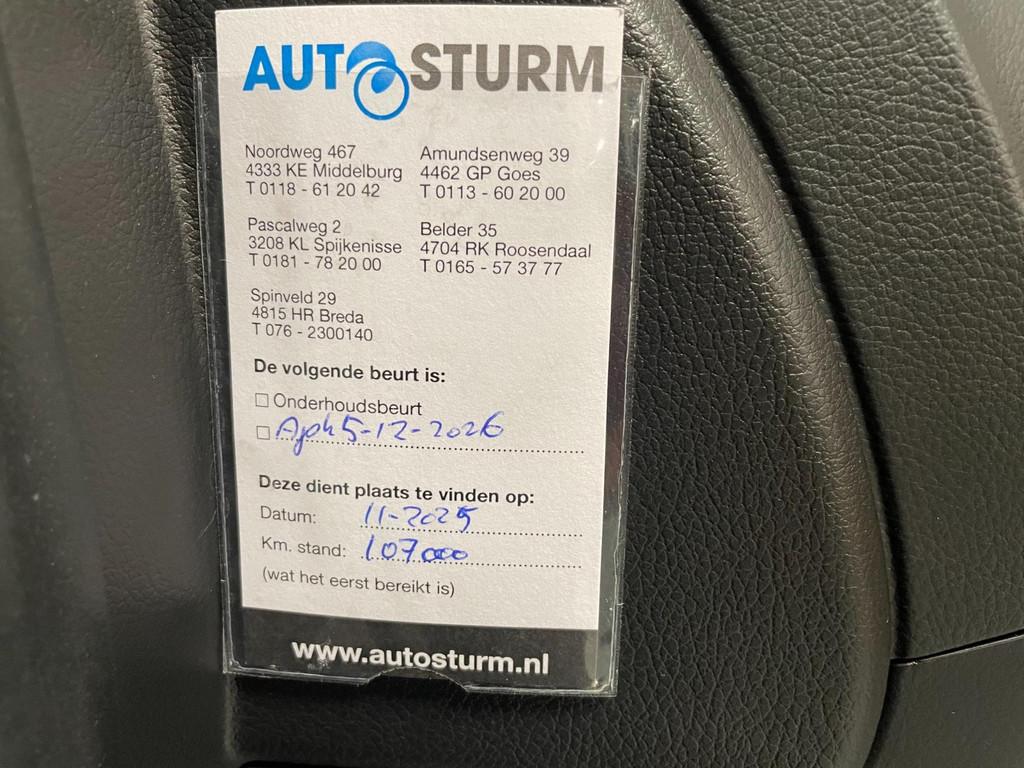 AUTOSTURM
Noordweg 467
4333 KE Middelburg
T 0118 - 61 20 42
Amundsenweg 39
4462 GP Goes
T 0113 - 60 20 00
Pascalweg 2
3208 KL Spijkenisse
T 0181 - 78 20 00
Belder 35
4704 RK Roosendaal
T 0165 - 57 37 77
Spinveld 29
4815 HR Breda
T 076 - 2300140
De volgende beurt is:
Onderhoudsbeurt
5-12-2026
Deze dient plaats te vinden op:
Datum: 11-2025
Km. stand: 107000
(wat het eerst bereikt is)
www.autosturm.nl